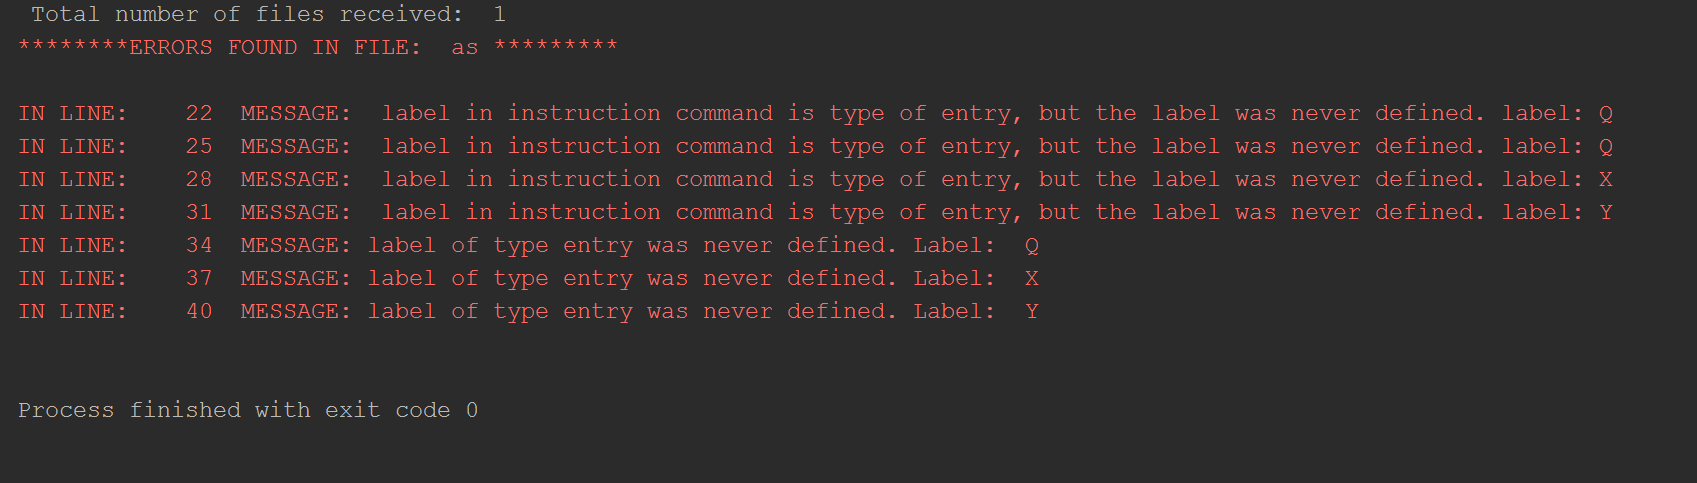 Total number of files received:  1
********ERRORS FOUND IN FILE:  as *********
IN LINE:    22  MESSAGE:  label in instruction command is type of entry, but the label was never defined. label: Q
IN LINE:    25  MESSAGE:  label in instruction command is type of entry, but the label was never defined. label: Q
IN LINE:    28  MESSAGE:  label in instruction command is type of entry, but the label was never defined. label: X
IN LINE:    31  MESSAGE:  label in instruction command is type of entry, but the label was never defined. label: Y
IN LINE:    34  MESSAGE: label of type entry was never defined. Label:  Q
IN LINE:    37  MESSAGE: label of type entry was never defined. Label:  X
IN LINE:    40  MESSAGE: label of type entry was never defined. Label:  Y
Process finished with exit code 0